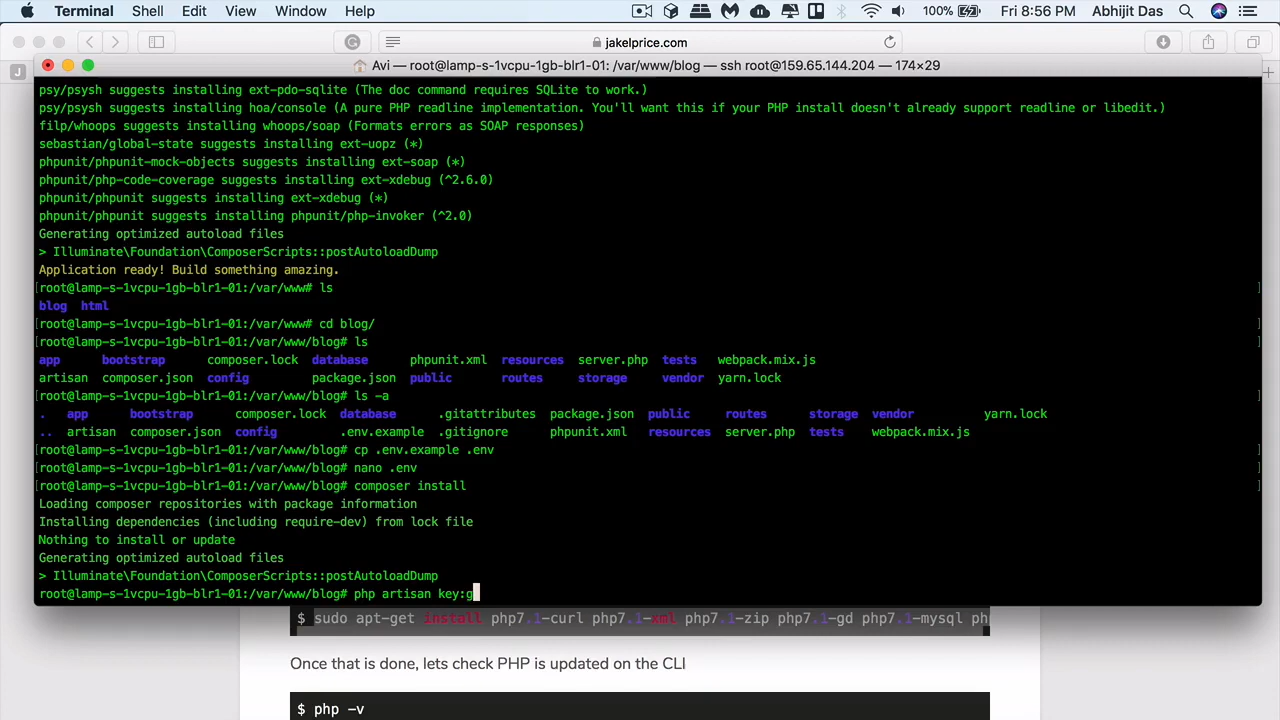 Terminal Shell Edit View Window Help 100% Fri 8:56 PM Abhijit Das
jakelprice.com
J
Avi — root@lamp-s-1vcpu-1gb-blr1-01: /var/www/blog — ssh root@159.65.144.204 — 174×29
psy/psysh suggests installing ext-pdo-sqlite (The doc command requires SQLite to work.)
psy/psysh suggests installing hoa/console (A pure PHP readline implementation. You'll want this if your PHP install doesn't already support readline or libedit.)
filp/whoops suggests installing whoops/soap (Formats errors as SOAP responses)
sebastian/global-state suggests installing ext-uopz (*)
phpunit/phpunit-mock-objects suggests installing ext-soap (*)
phpunit/php-code-coverage suggests installing ext-xdebug (^2.6.0)
phpunit/phpunit suggests installing ext-xdebug (*)
phpunit/phpunit suggests installing phpunit/php-invoker (^2.0)
Generating optimized autoload files
> Illuminate\Foundation\ComposerScripts::postAutoloadDump
Application ready! Build something amazing.
[root@lamp-s-1vcpu-1gb-blr1-01:/var/www# ls ]
blog html
[root@lamp-s-1vcpu-1gb-blr1-01:/var/www# cd blog/ ]
[root@lamp-s-1vcpu-1gb-blr1-01:/var/www/blog# ls ]
app bootstrap composer.lock database phpunit.xml resources server.php tests webpack.mix.js
artisan composer.json config package.json public routes storage vendor yarn.lock
[root@lamp-s-1vcpu-1gb-blr1-01:/var/www/blog# ls -a ]
. app bootstrap composer.lock database .gitattributes package.json public routes storage vendor yarn.lock
.. artisan composer.json config .env.example .gitignore phpunit.xml resources server.php tests webpack.mix.js
[root@lamp-s-1vcpu-1gb-blr1-01:/var/www/blog# cp .env.example .env ]
[root@lamp-s-1vcpu-1gb-blr1-01:/var/www/blog# nano .env ]
[root@lamp-s-1vcpu-1gb-blr1-01:/var/www/blog# composer install ]
Loading composer repositories with package information
Installing dependencies (including require-dev) from lock file
Nothing to install or update
Generating optimized autoload files
> Illuminate\Foundation\ComposerScripts::postAutoloadDump
root@lamp-s-1vcpu-1gb-blr1-01:/var/www/blog# php artisan key:g
$ sudo apt-get install php7.1-curl php7.1-xml php7.1-zip php7.1-gd php7.1-mysql ph
Once that is done, lets check PHP is updated on the CLI
$ php -v